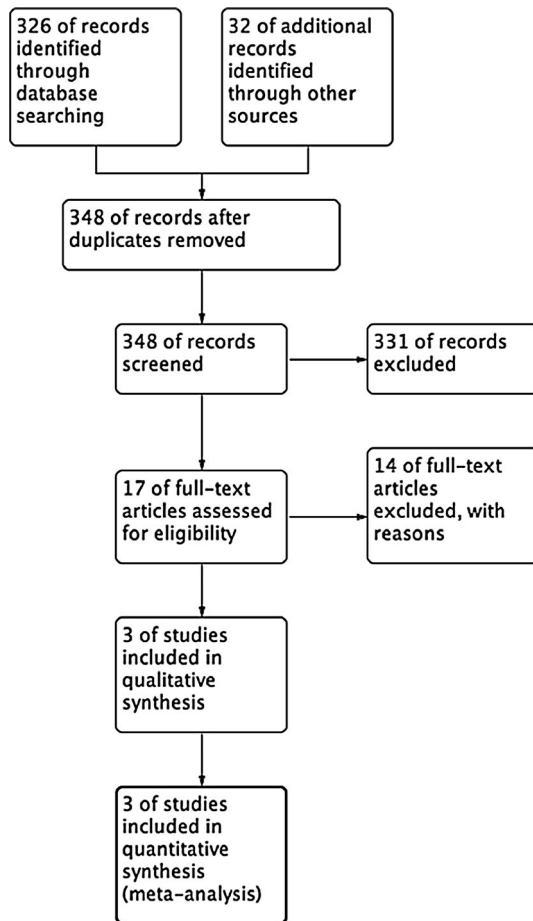 326 of records
identified
through
database
searching
32 of additional
records
identified
through other
sources
348 of records after
duplicates removed
348 of records
screened
331 of records
excluded
17 of full-text
articles assessed
for eligibility
14 of full-text
articles
excluded, with
reasons
3 of studies
included in
qualitative
synthesis
3 of studies
included in
quantitative
synthesis
(meta-analysis)